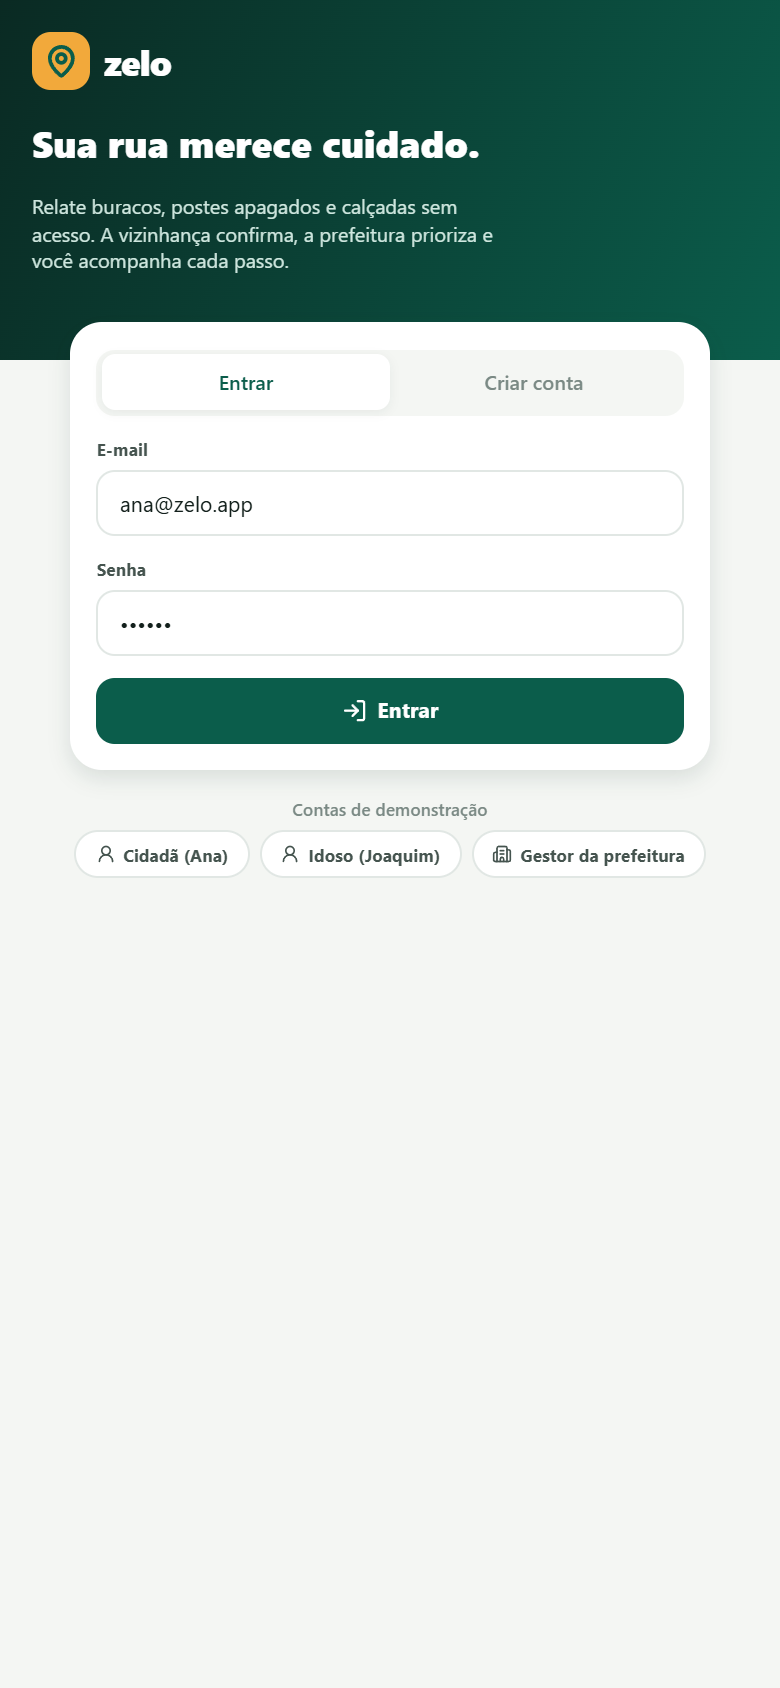 zelo
Sua rua merece cuidado.
Relate buracos, postes apagados e calçadas sem
acesso. A vizinhança confirma, a prefeitura prioriza e
você acompanha cada passo.
Entrar
Criar conta
E-mail
ana@zelo.app
Senha
••••••
Entrar
Contas de demonstração
Cidadã (Ana)
Idoso (Joaquim)
Gestor da prefeitura